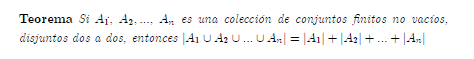 Teorema Si A₁, A₂,..., Aₙ es una colección de conjuntos finitos no vacíos,
disjuntos dos a dos, entonces |A₁ ∪ A₂ ∪ ... ∪ Aₙ| = |A₁| + |A₂| + ... + |Aₙ|